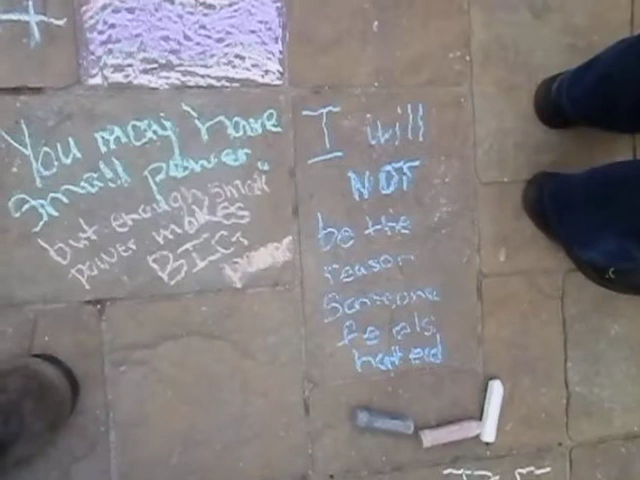 You may have
small power.
but enough small
power makes
BIG power
I will
NOT
be the
reason
Someone
feels
hated